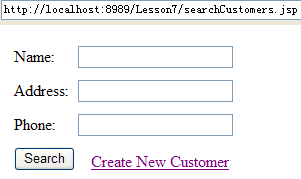 http://localhost:8989/Lesson7/searchCustomers.jsp
Name:
Address:
Phone:
Search Create New Customer